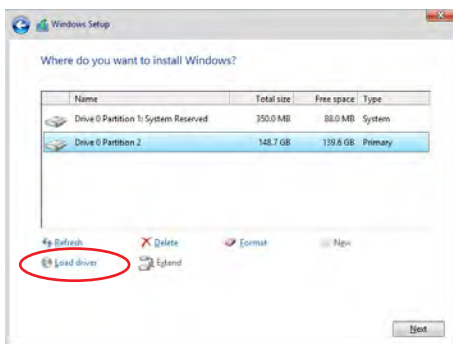 Windows Setup
Where do you want to install Windows?
Name Total size Free space Type
Drive 0 Partition 1: System Reserved 350.0 MB 88.0 MB System
Drive 0 Partition 2 148.7 GB 139.6 GB Primary
Refresh Delete Format New
Load driver Extend
Next